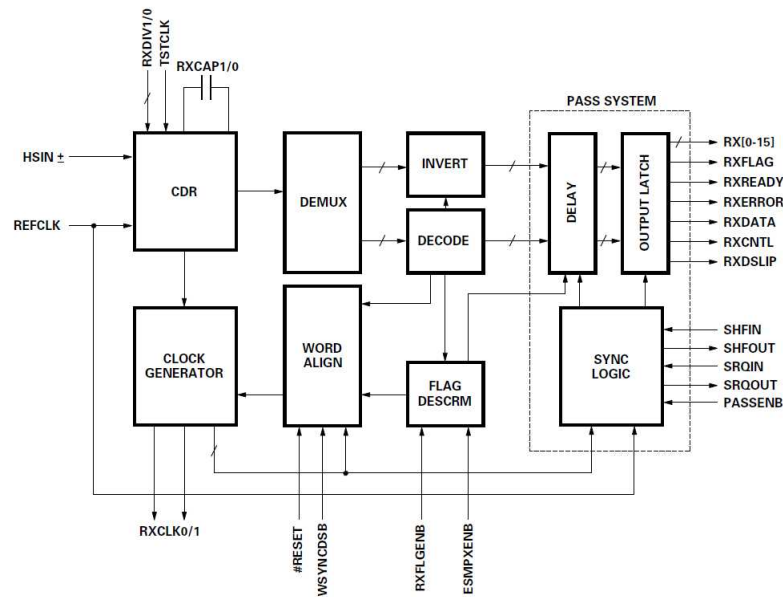 RXDIV1/0
TSTCLK
RXCAP1/0
PASS SYSTEM
HSIN ±
CDR
DEMUX
INVERT
DELAY
OUTPUT LATCH
RX[0-15]
RXFLAG
RXREADY
RXERROR
RXDATA
RXCNTL
RXDSLIP
REFCLK
DECODE
CLOCK
GENERATOR
WORD
ALIGN
FLAG
DESCRM
SYNC
LOGIC
SHFIN
SHFOUT
SRQIN
SRQOUT
PASSENB
RXCLK0/1
#RESET
WSYNCDSB
RXFLGENB
ESMPXENB